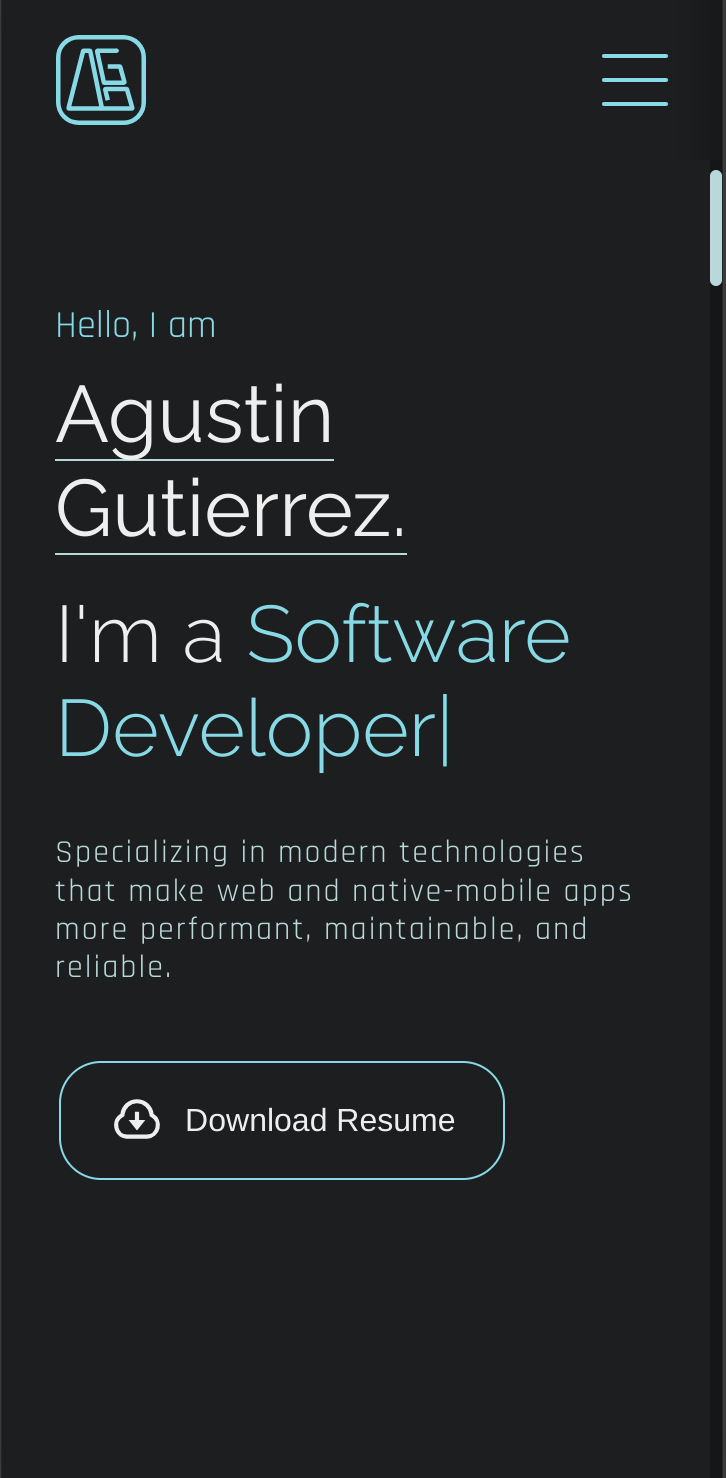 Hello, I am
Agustin
Gutierrez.
I'm a Software
Developer|
Specializing in modern technologies
that make web and native-mobile apps
more performant, maintainable, and
reliable.
Download Resume